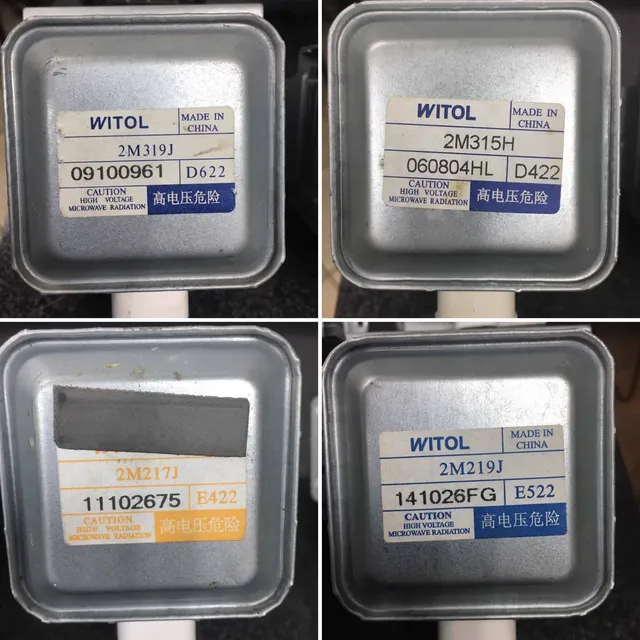 WITOL
MADE IN
CHINA
2M319J
09100961
D622
CAUTION
HIGH VOLTAGE
MICROWAVE RADIATION
高电压危险
WITOL
MADE IN
CHINA
2M315H
060804HL
D422
CAUTION
HIGH VOLTAGE
MICROWAVE RADIATION
高电压危险
2M217J
11102675
E422
CAUTION
HIGH VOLTAGE
MICROWAVE RADIATION
高电压危险
WITOL
MADE IN
CHINA
2M219J
141026FG
E522
CAUTION
HIGH VOLTAGE
MICROWAVE RADIATION
高电压危险